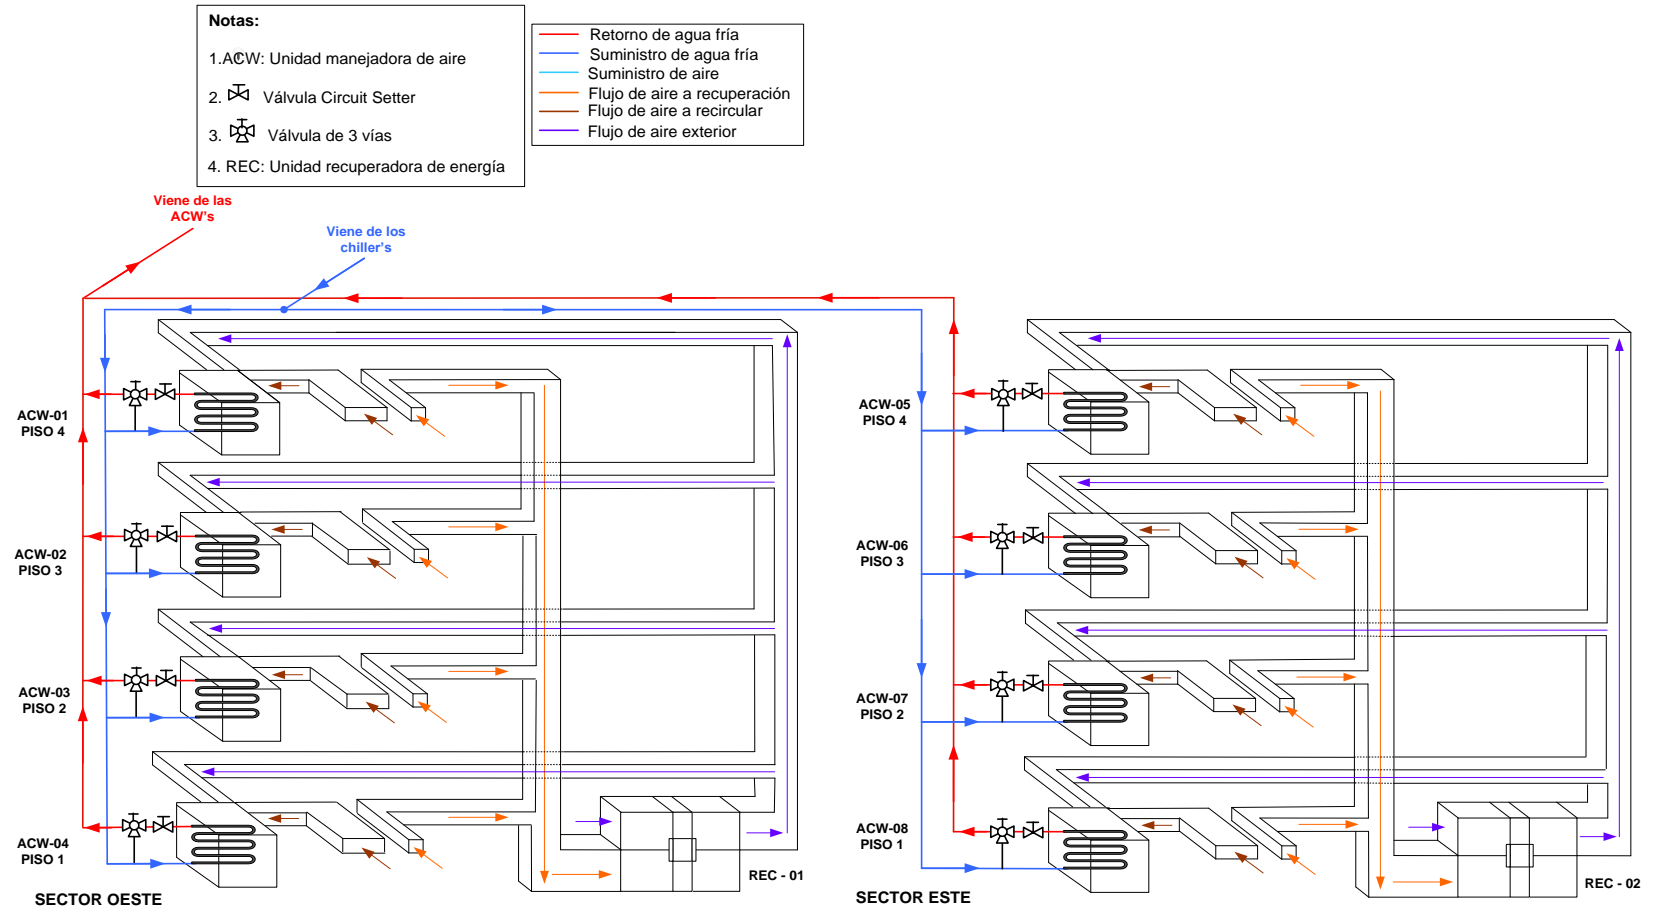 Notas:
1.ACW: Unidad manejadora de aire
2. Válvula Circuit Setter
3. Válvula de 3 vías
4. REC: Unidad recuperadora de energía
Retorno de agua fría
Suministro de agua fría
Suministro de aire
Flujo de aire a recuperación
Flujo de aire a recircular
Flujo de aire exterior
Viene de las
ACW's
Viene de los
chiller's
ACW-01
PISO 4
ACW-02
PISO 3
ACW-03
PISO 2
ACW-04
PISO 1
SECTOR OESTE
REC - 01
ACW-05
PISO 4
ACW-06
PISO 3
ACW-07
PISO 2
ACW-08
PISO 1
SECTOR ESTE
REC - 02